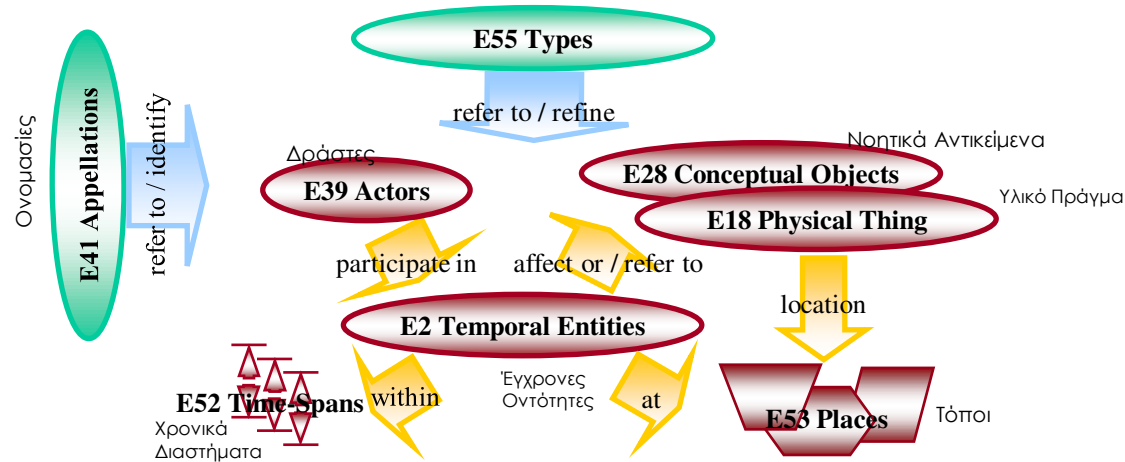 E55 Types
refer to / refine
Ονομασίες
E41 Appellations
refer to / identify
Δράστες
E39 Actors
Νοητικά Αντικείμενα
E28 Conceptual Objects
Υλικό Πράγμα
E18 Physical Thing
participate in
affect or / refer to
location
E2 Temporal Entities
Έγχρονες
Οντότητες
within
at
E52 Time-Spans
Χρονικά
Διαστήματα
E53 Places
Τόποι